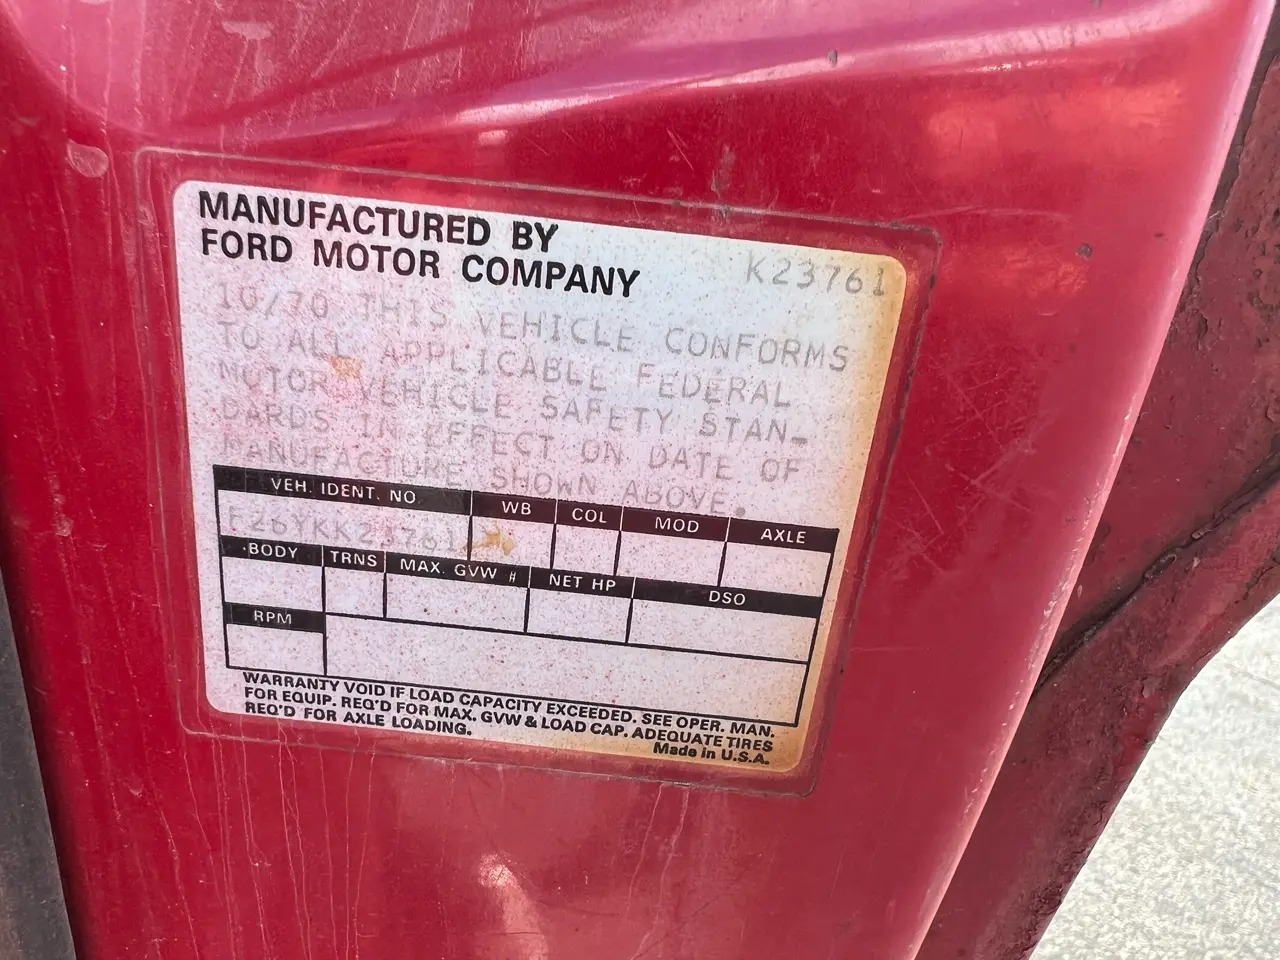 MANUFACTURED BY
FORD MOTOR COMPANY
K23761
10/70 THIS VEHICLE CONFORMS
TO ALL APPLICABLE FEDERAL
MOTOR VEHICLE SAFETY STAN-
DARDS IN EFFECT ON DATE OF
MANUFACTURE SHOWN ABOVE.
VEH. IDENT. NO. WB COL MOD AXLE
F26YKK23761
BODY TRNS MAX. GVW # NET HP DSO
RPM
WARRANTY VOID IF LOAD CAPACITY EXCEEDED. SEE OPER. MAN.
FOR EQUIP. REQ'D FOR MAX. GVW & LOAD CAP. ADEQUATE TIRES
REQ'D FOR AXLE LOADING.
Made in U.S.A.